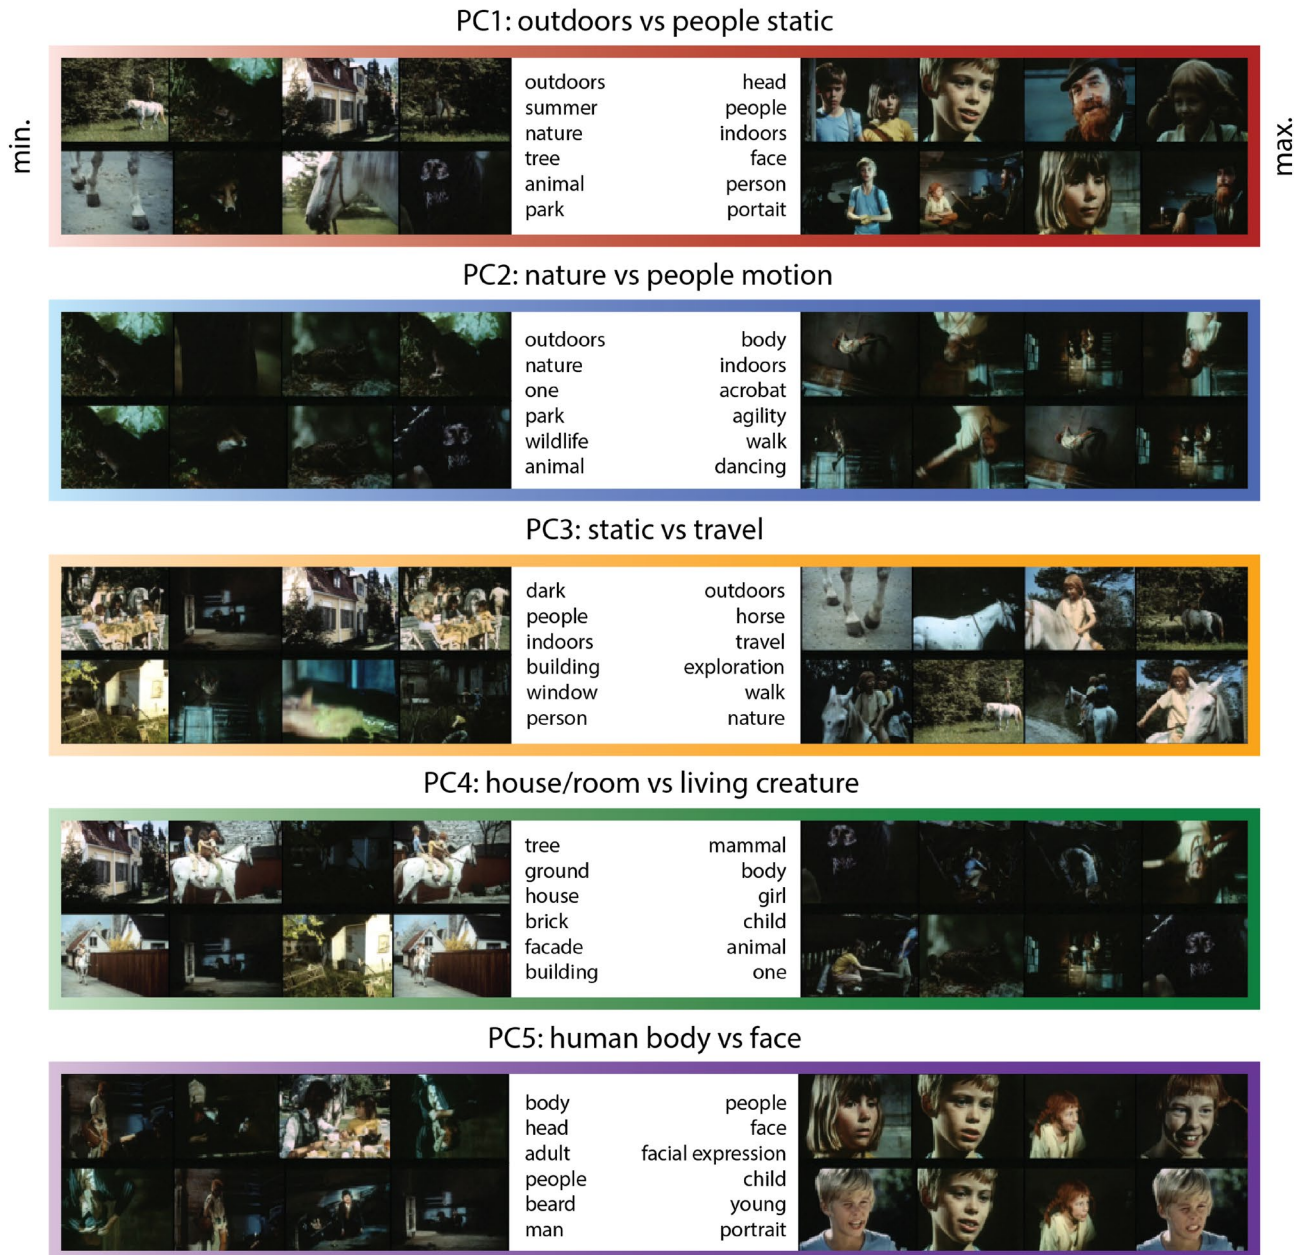 PC1: outdoors vs people static
min.
outdoors head
summer people
nature indoors
tree face
animal person
park portait
max.
PC2: nature vs people motion
outdoors body
nature indoors
one acrobat
park agility
wildlife walk
animal dancing
PC3: static vs travel
dark outdoors
people horse
indoors travel
building exploration
window walk
person nature
PC4: house/room vs living creature
tree mammal
ground body
house girl
brick child
facade animal
building one
PC5: human body vs face
body people
head face
adult facial expression
people child
beard young
man portrait